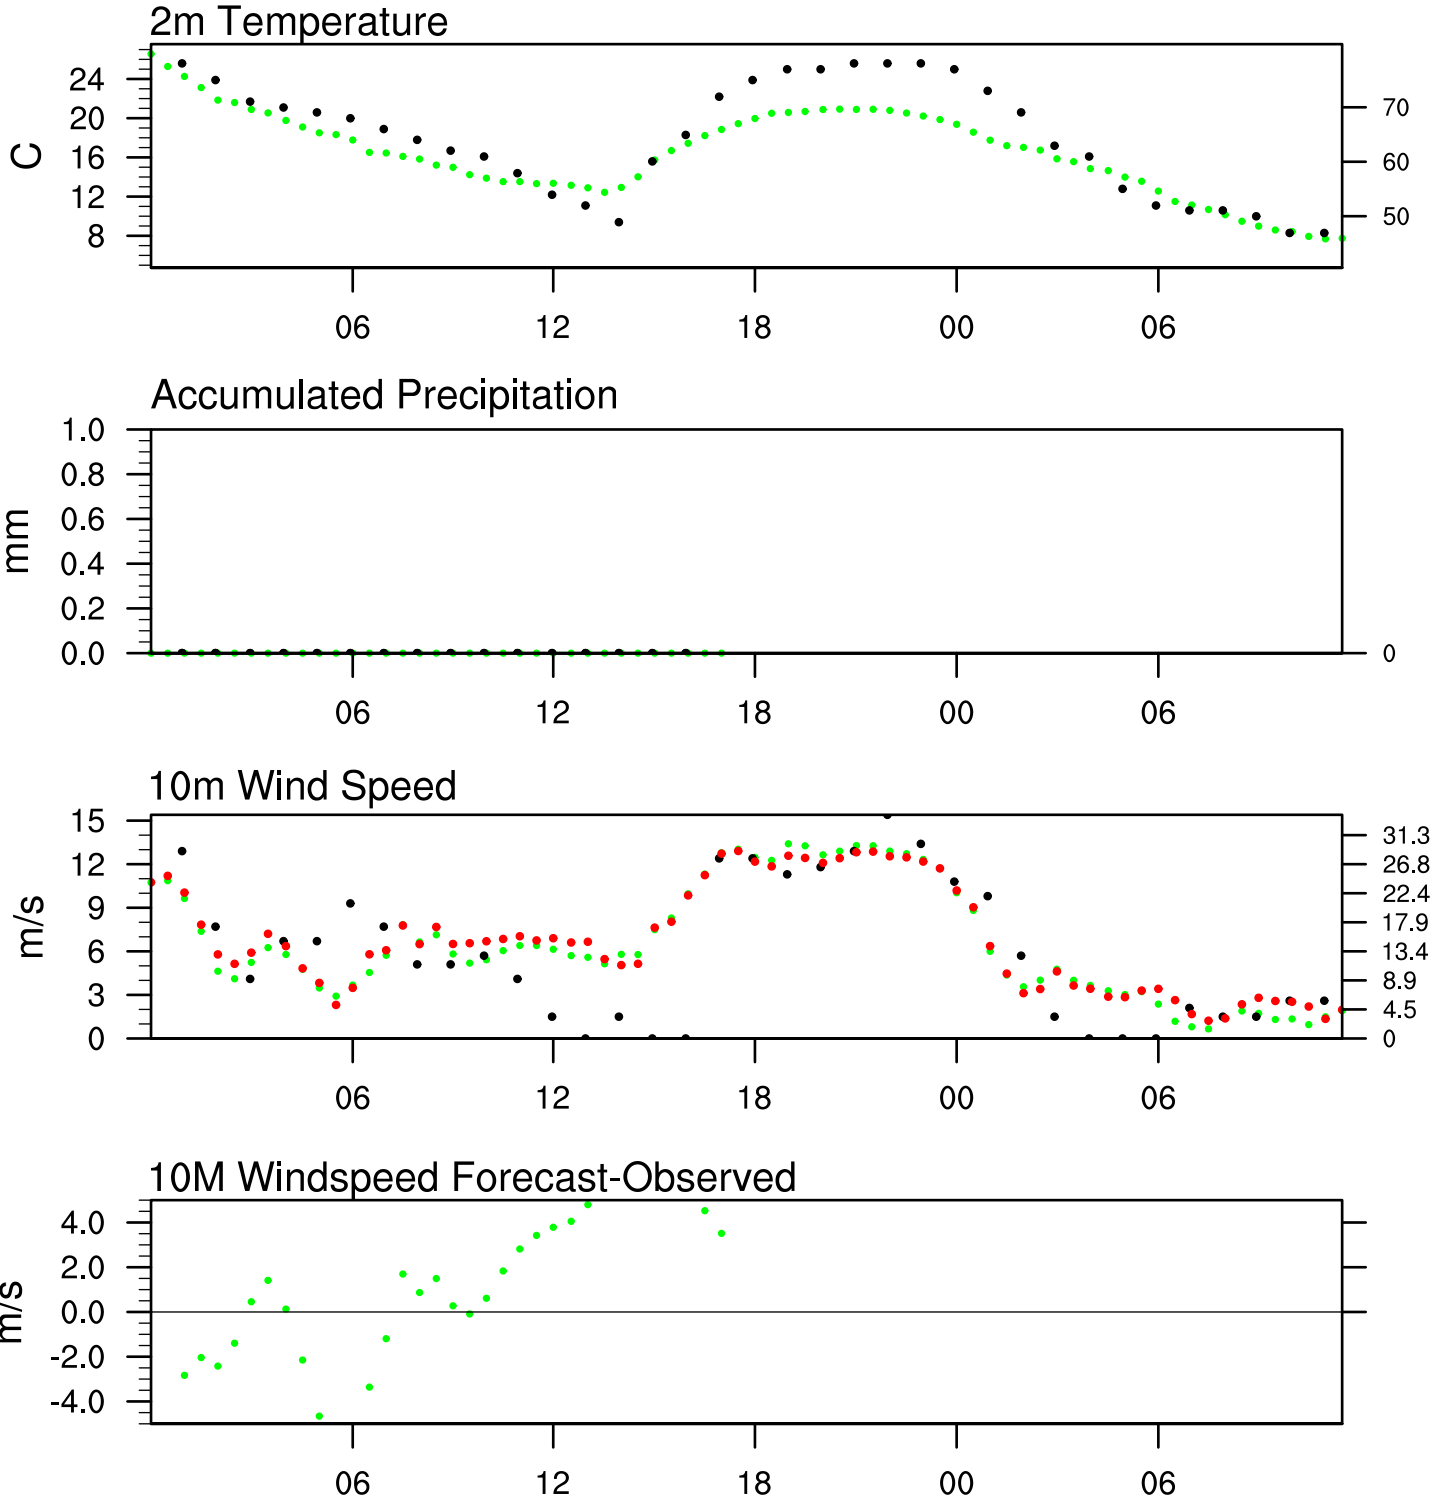 2m Temperature
24
20
16
12
8
C
70
60
50
06 12 18 00 06
Accumulated Precipitation
1.0
0.8
0.6
0.4
0.2
0.0
mm
0
06 12 18 00 06
10m Wind Speed
15
12
9
6
3
0
m/s
31.3
26.8
22.4
17.9
13.4
8.9
4.5
0
06 12 18 00 06
10M Windspeed Forecast-Observed
4.0
2.0
0.0
-2.0
-4.0
m/s
06 12 18 00 06